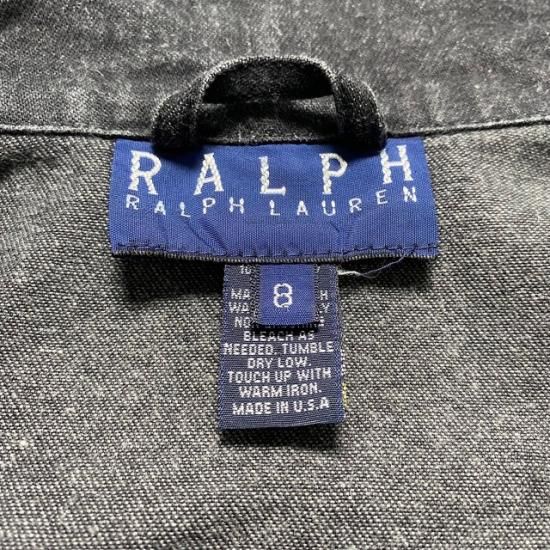 RALPH
RALPH LAUREN
8
BLEACH AS
NEEDED. TUMBLE
DRY LOW.
TOUCH UP WITH
WARM IRON.
MADE IN U.S.A